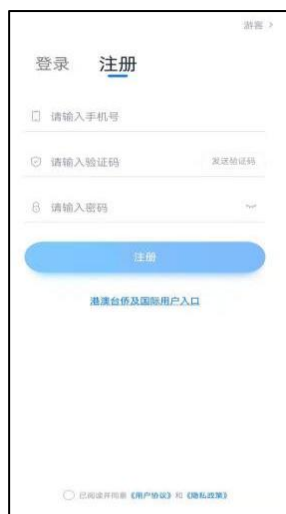 游客 >
登录 注册
请输入手机号
请输入验证码 发送验证码
请输入密码
注册
港澳台侨及国际用户入口
已阅读并同意《用户协议》和《隐私政策》